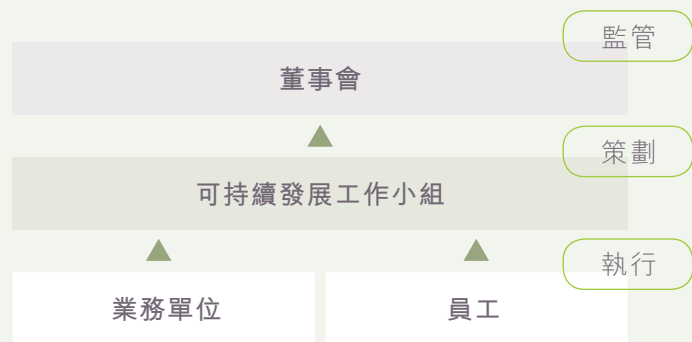 監管
董事會
策劃
可持續發展工作小組
執行
業務單位
員工